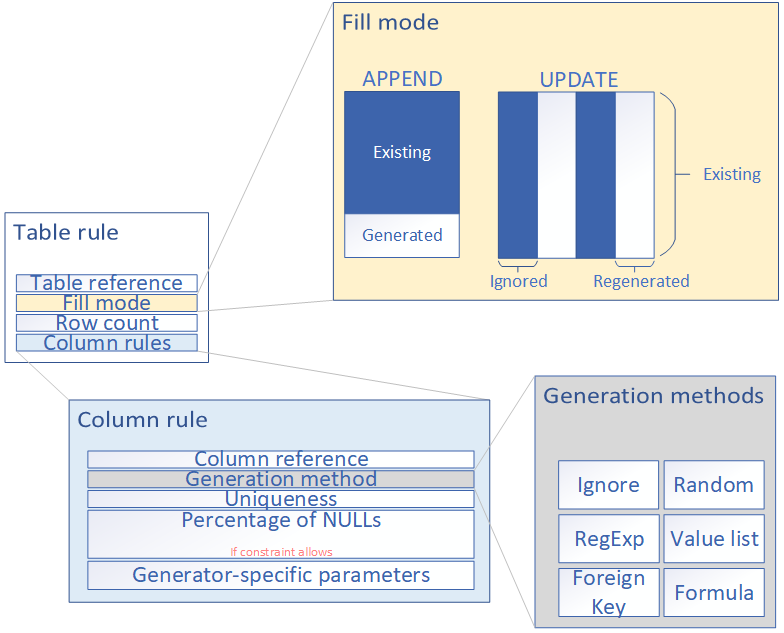 Fill mode
APPEND
UPDATE
Existing
Generated
Existing
Ignored
Regenerated
Table rule
Table reference
Fill mode
Row count
Column rules
Column rule
Column reference
Generation method
Uniqueness
Percentage of NULLs
If constraint allows
Generator-specific parameters
Generation methods
Ignore
Random
RegExp
Value list
Foreign
Key
Formula